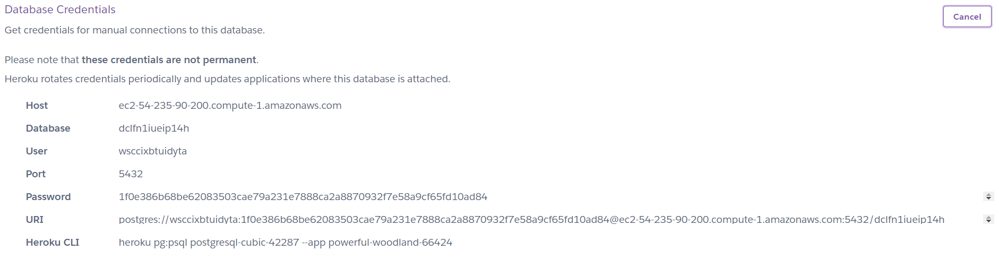 Database Credentials
Cancel
Get credentials for manual connections to this database.
Please note that these credentials are not permanent.
Heroku rotates credentials periodically and updates applications where this database is attached.
Host ec2-54-235-90-200.compute-1.amazonaws.com
Database dclfn1iueip14h
User wsccixbtuidyta
Port 5432
Password 1f0e386b68be62083503cae79a231e7888ca2a8870932f7e58a9cf65fd10ad84
URI postgres://wsccixbtuidyta:1f0e386b68be62083503cae79a231e7888ca2a8870932f7e58a9cf65fd10ad84@ec2-54-235-90-200.compute-1.amazonaws.com:5432/dclfn1iueip14h
Heroku CLI heroku pg:psql postgresql-cubic-42287 --app powerful-woodland-66424